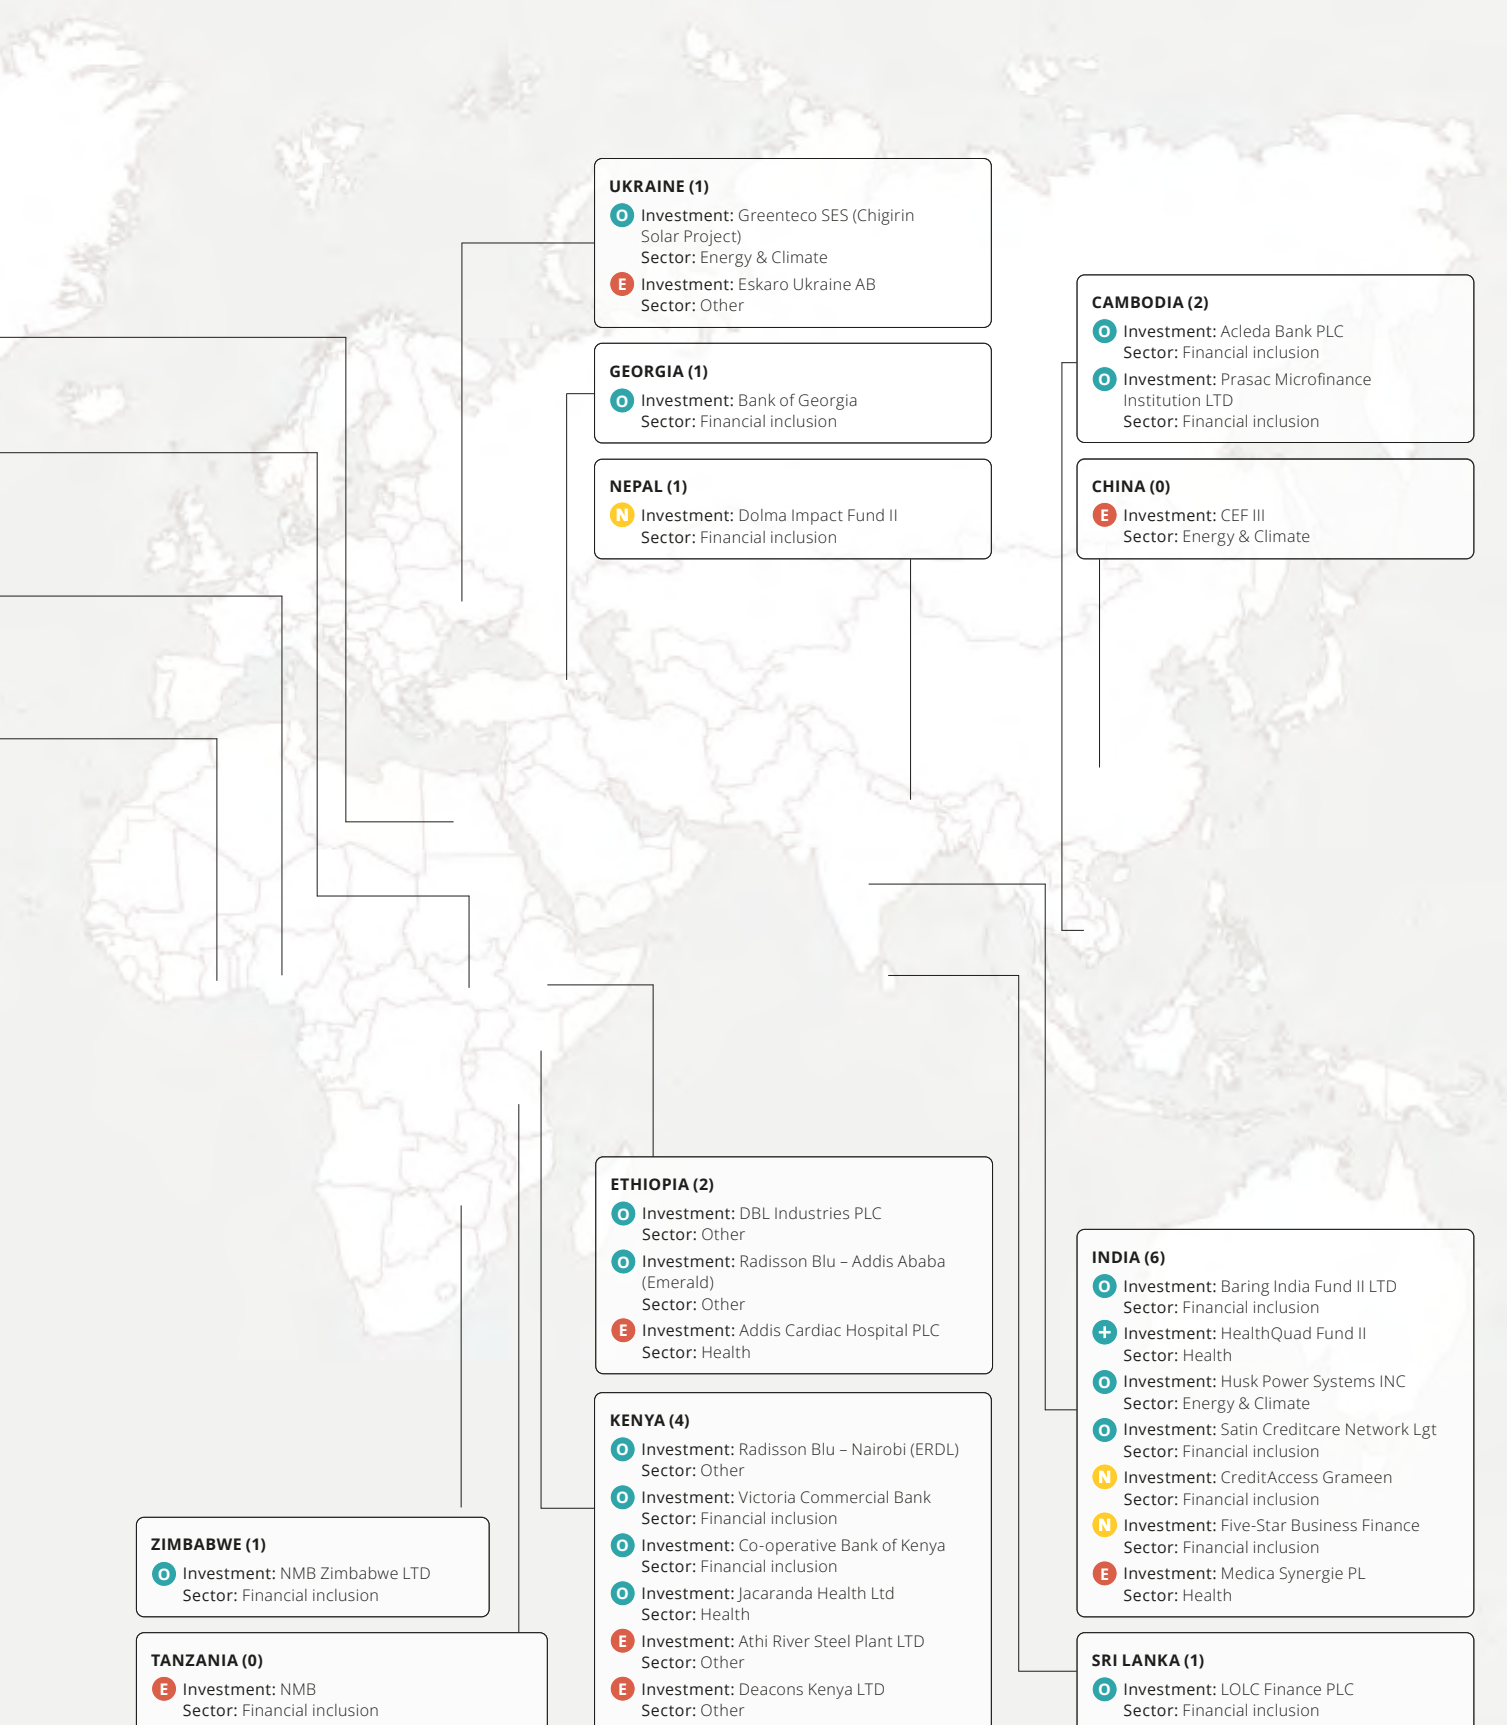 UKRAINE (1)
O Investment: Greenteco SES (Chigirin
Solar Project)
Sector: Energy & Climate
E Investment: Eskaro Ukraine AB
Sector: Other
GEORGIA (1)
O Investment: Bank of Georgia
Sector: Financial inclusion
NEPAL (1)
N Investment: Dolma Impact Fund II
Sector: Financial inclusion
CAMBODIA (2)
O Investment: Acleda Bank PLC
Sector: Financial inclusion
O Investment: Prasac Microfinance
Institution LTD
Sector: Financial inclusion
CHINA (0)
E Investment: CEF III
Sector: Energy & Climate
ETHIOPIA (2)
O Investment: DBL Industries PLC
Sector: Other
O Investment: Radisson Blu – Addis Ababa
(Emerald)
Sector: Other
E Investment: Addis Cardiac Hospital PLC
Sector: Health
KENYA (4)
O Investment: Radisson Blu – Nairobi (ERDL)
Sector: Other
O Investment: Victoria Commercial Bank
Sector: Financial inclusion
O Investment: Co-operative Bank of Kenya
Sector: Financial inclusion
O Investment: Jacaranda Health Ltd
Sector: Health
E Investment: Athi River Steel Plant LTD
Sector: Other
E Investment: Deacons Kenya LTD
Sector: Other
INDIA (6)
O Investment: Baring India Fund II LTD
Sector: Financial inclusion
+ Investment: HealthQuad Fund II
Sector: Health
O Investment: Husk Power Systems INC
Sector: Energy & Climate
O Investment: Satin Creditcare Network Lgt
Sector: Financial inclusion
N Investment: CreditAccess Grameen
Sector: Financial inclusion
N Investment: Five-Star Business Finance
Sector: Financial inclusion
E Investment: Medica Synergie PL
Sector: Health
ZIMBABWE (1)
O Investment: NMB Zimbabwe LTD
Sector: Financial inclusion
TANZANIA (0)
E Investment: NMB
Sector: Financial inclusion
SRI LANKA (1)
O Investment: LOLC Finance PLC
Sector: Financial inclusion